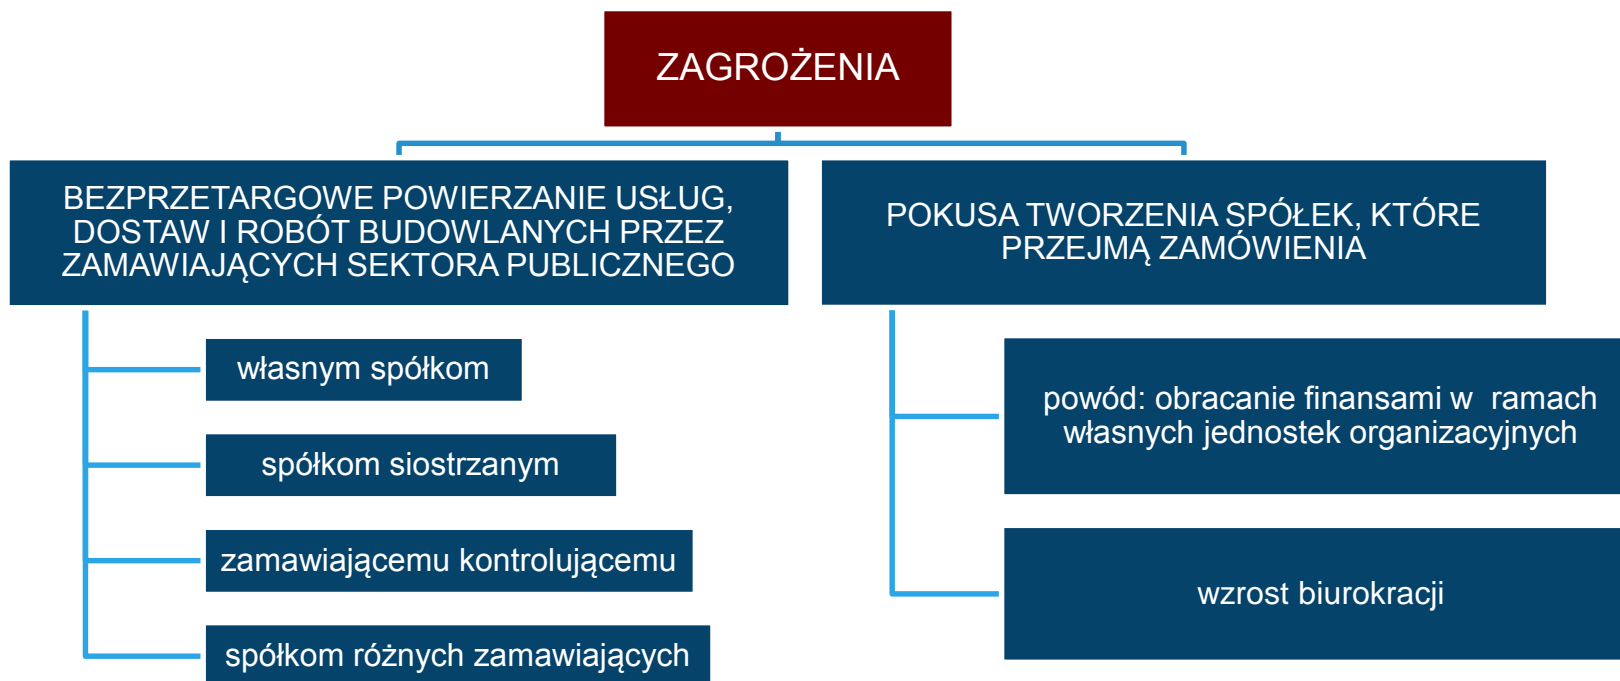 ZAGROŻENIA
BEZPRZETARGOWE POWIERZANIE USŁUG,
DOSTAW I ROBÓT BUDOWLANYCH PRZEZ
ZAMAWIAJĄCYCH SEKTORA PUBLICZNEGO
własnym spółkom
spółkom siostrzanym
zamawiającemu kontrolującemu
spółkom różnych zamawiających
POKUSA TWORZENIA SPÓŁEK, KTÓRE
PRZEJMĄ ZAMÓWIENIA
powód: obracanie finansami w  ramach
własnych jednostek organizacyjnych
wzrost biurokracji